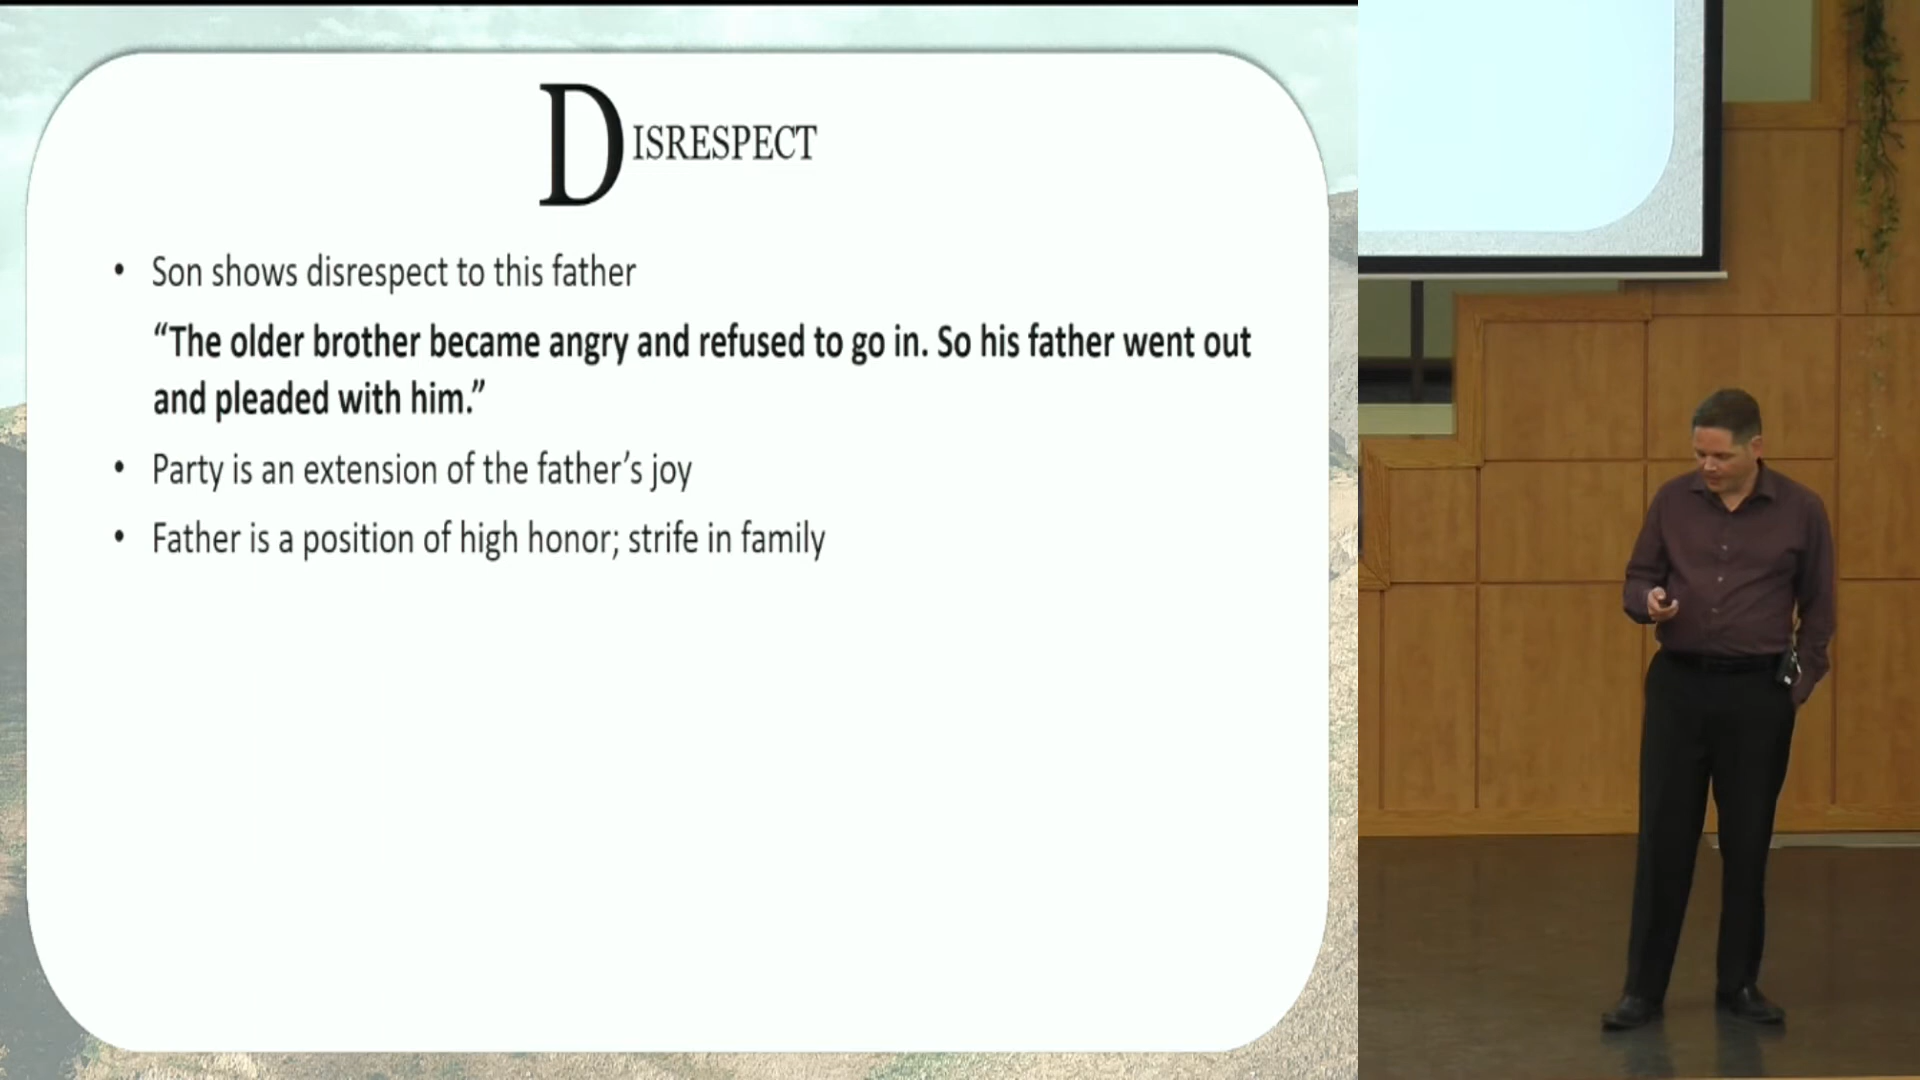 DISRESPECT
• Son shows disrespect to this father
“The older brother became angry and refused to go in. So his father went out
and pleaded with him.”
• Party is an extension of the father’s joy
• Father is a position of high honor; strife in family